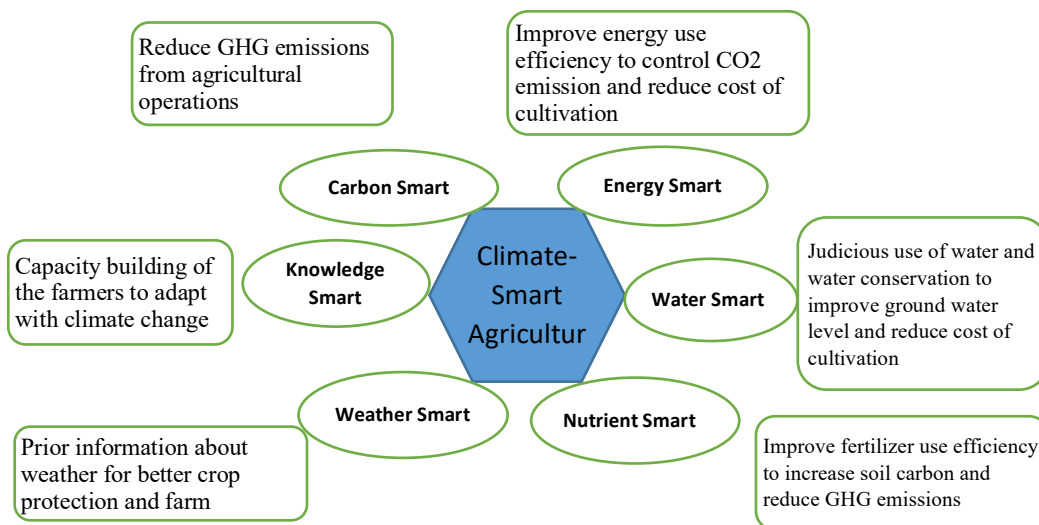 Reduce GHG emissions
from agricultural
operations
Improve energy use
efficiency to control CO2
emission and reduce cost of
cultivation
Carbon Smart
Energy Smart
Capacity building of
the farmers to adapt
with climate change
Knowledge
Smart
Climate-
Smart
Agricultur
Water Smart
Judicious use of water and
water conservation to
improve ground water
level and reduce cost of
cultivation
Weather Smart
Nutrient Smart
Prior information about
weather for better crop
protection and farm
Improve fertilizer use efficiency
to increase soil carbon and
reduce GHG emissions